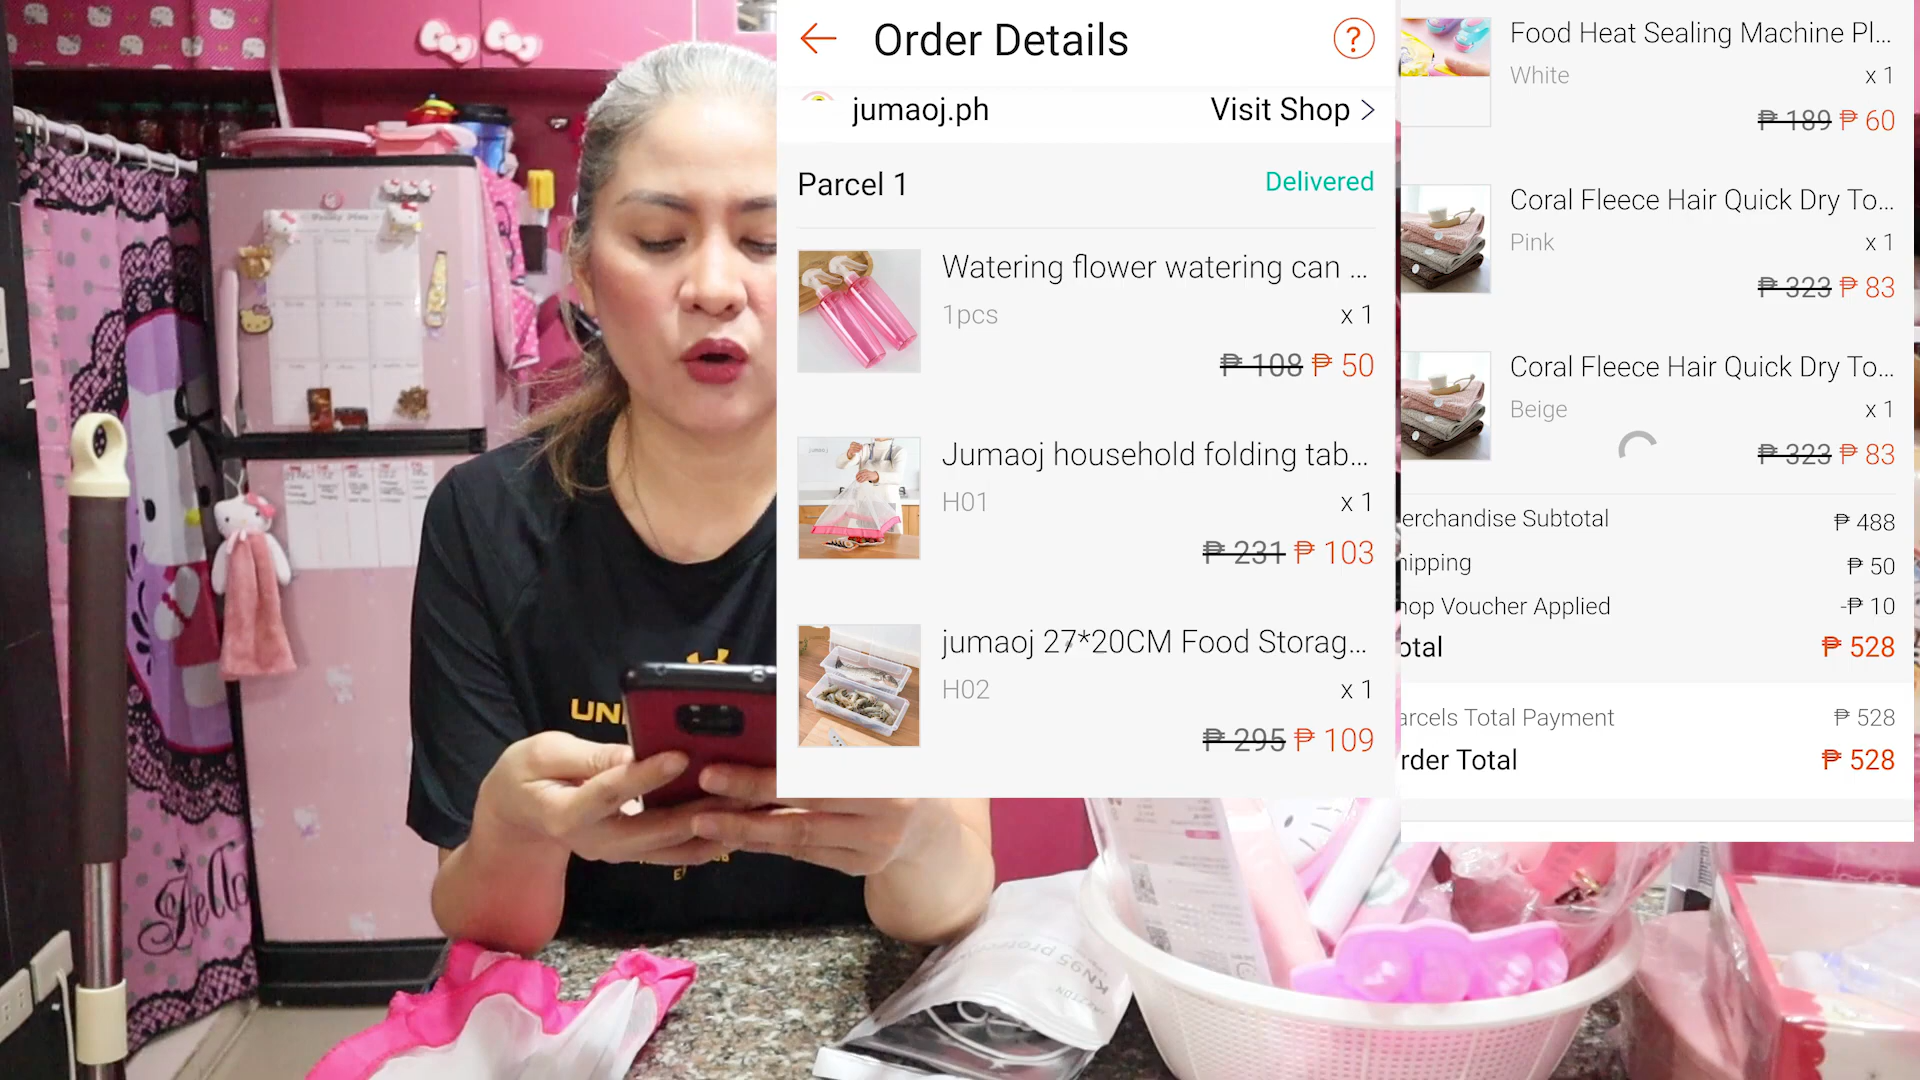 Order Details
?
jumaoj.ph
Visit Shop >
Parcel 1
Delivered
Watering flower watering can ...
1pcs
x 1
₱ 108 ₱ 50
Jumaoj household folding tab...
H01
x 1
₱ 231 ₱ 103
jumaoj 27*20CM Food Storag...
H02
x 1
₱ 295 ₱ 109
Food Heat Sealing Machine Pl...
White
x 1
₱ 189 ₱ 60
Coral Fleece Hair Quick Dry To...
Pink
x 1
₱ 323 ₱ 83
Coral Fleece Hair Quick Dry To...
Beige
x 1
₱ 323 ₱ 83
erchandise Subtotal
₱ 488
hipping
₱ 50
hop Voucher Applied
-₱ 10
otal
₱ 528
arcels Total Payment
₱ 528
rder Total
₱ 528
UN
Hello
KN95